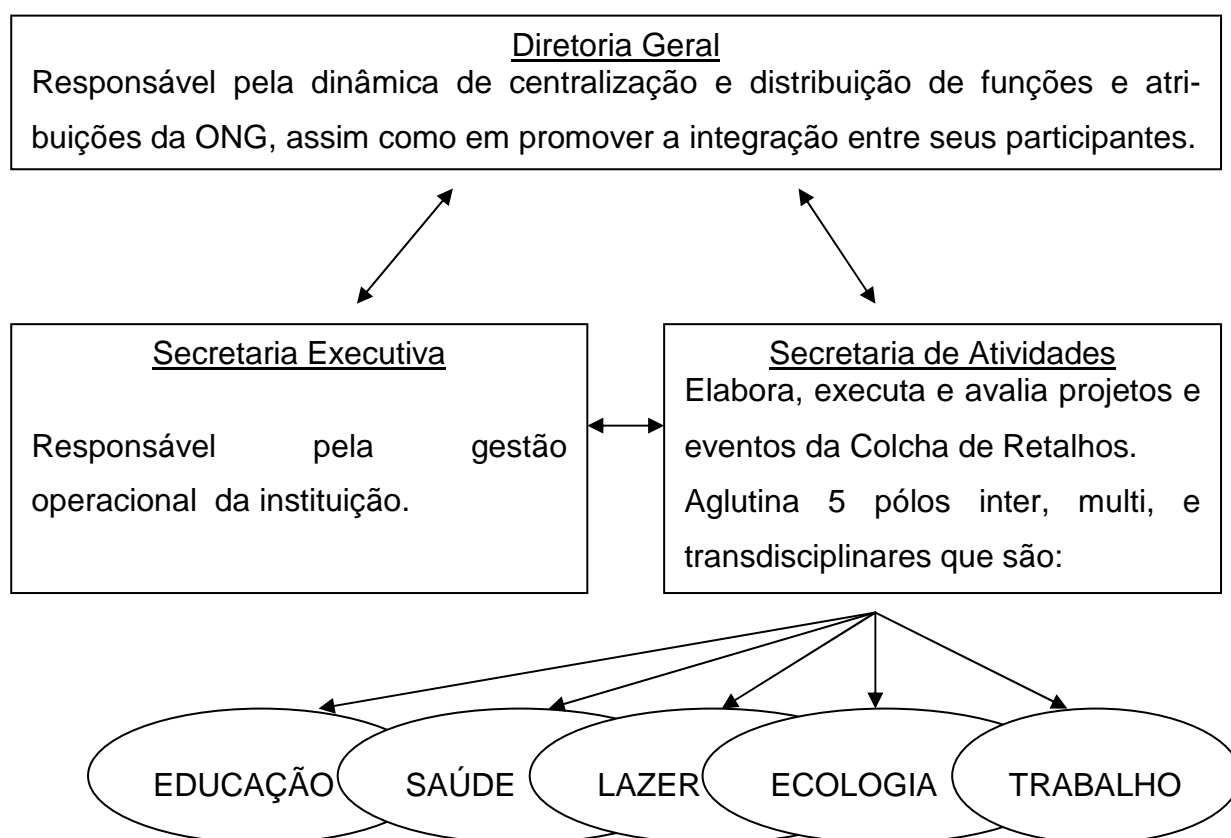 Diretoria Geral
Responsável pela dinâmica de centralização e distribuição de funções e atri-
buições da ONG, assim como em promover a integração entre seus participantes.
Secretaria Executiva
Responsável pela gestão
operacional da instituição.
Secretaria de Atividades
Elabora, executa e avalia projetos e
eventos da Colcha de Retalhos.
Aglutina 5 pólos inter, multi, e
transdisciplinares que são:
EDUCAÇÃO
SAÚDE
LAZER
ECOLOGIA
TRABALHO